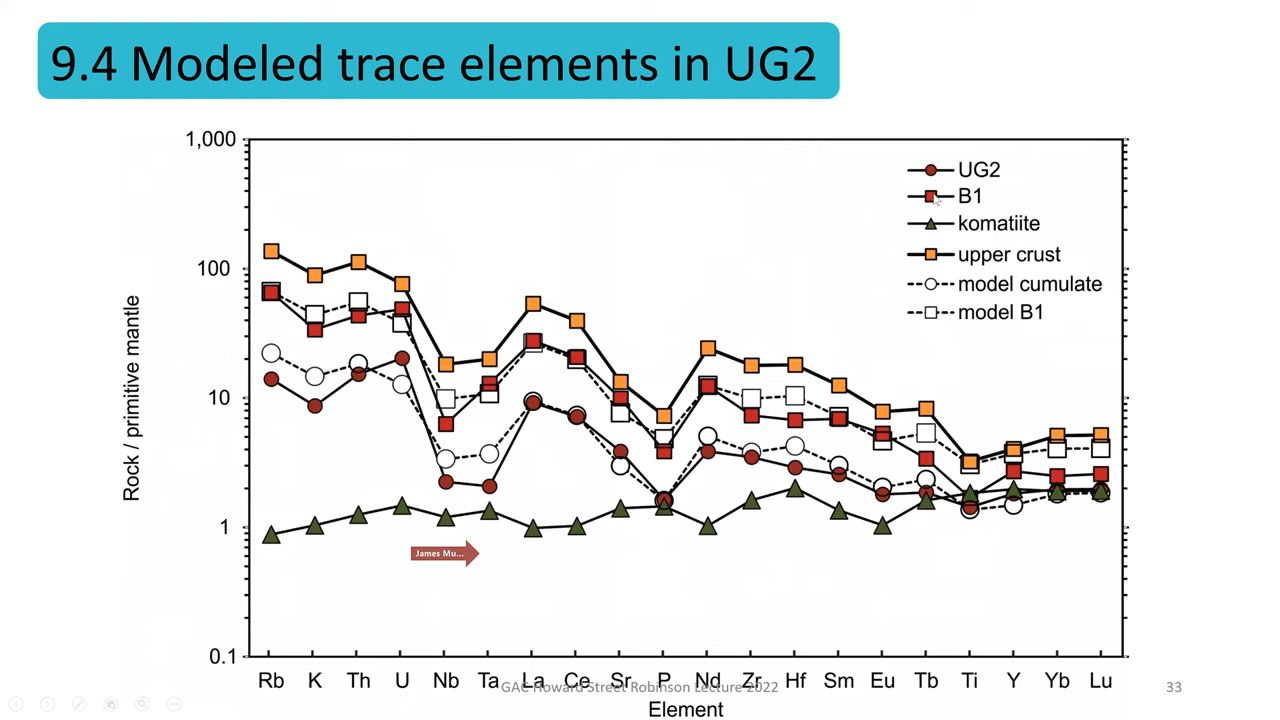 9.4 Modeled trace elements in UG2
1,000
100
10
1
0.1
Rock / primitive mantle
UG2
B1
komatiite
upper crust
model cumulate
model B1
James Mu...
Rb K Th U Nb Ta La Ce Sr P Nd Zr Hf Sm Eu Tb Ti Y Yb Lu
GAC Howard Street Robinson Lecture 2022
33
Element